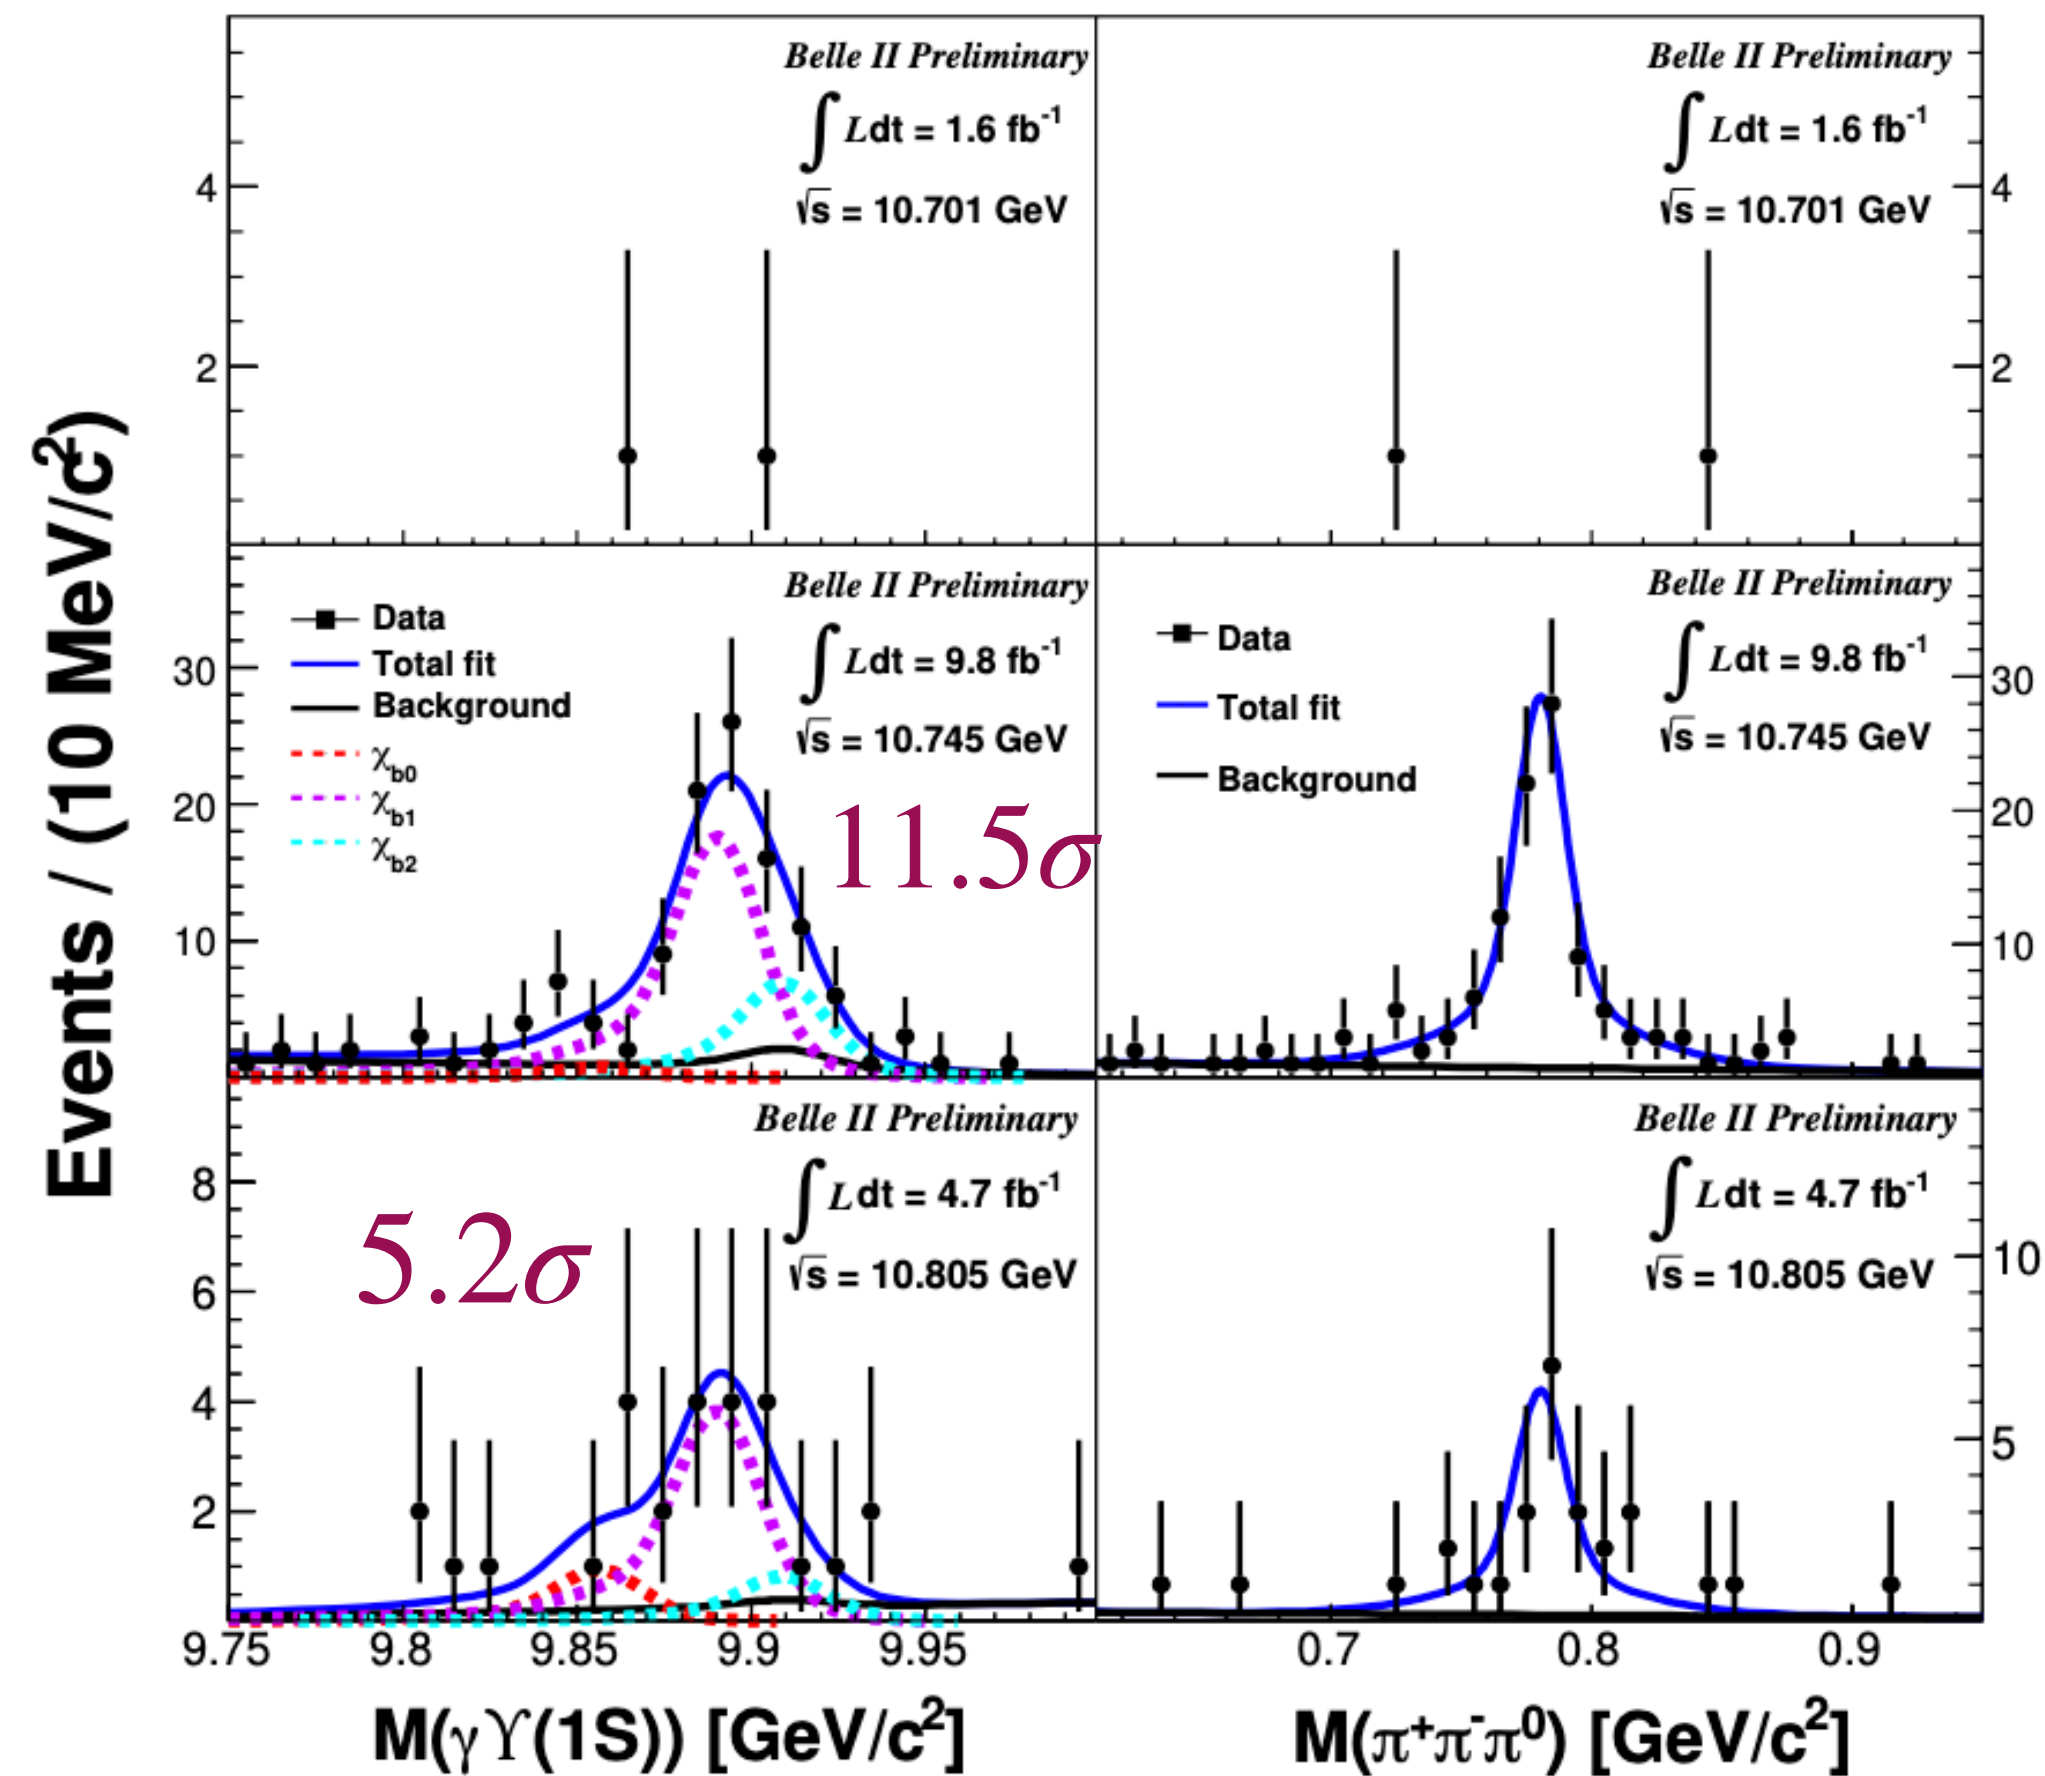 Events / (10 MeV/c²)
Belle II Preliminary
∫ Ldt = 1.6 fb⁻¹
√s = 10.701 GeV
4
2
Belle II Preliminary
∫ Ldt = 1.6 fb⁻¹
√s = 10.701 GeV
4
2
Belle II Preliminary
∫ Ldt = 9.8 fb⁻¹
√s = 10.745 GeV
Data
Total fit
Background
χb0
χb1
χb2
11.5σ
30
20
10
Belle II Preliminary
∫ Ldt = 9.8 fb⁻¹
√s = 10.745 GeV
Data
Total fit
Background
30
20
10
Belle II Preliminary
∫ Ldt = 4.7 fb⁻¹
√s = 10.805 GeV
5.2σ
8
6
4
2
Belle II Preliminary
∫ Ldt = 4.7 fb⁻¹
√s = 10.805 GeV
10
5
9.75 9.8 9.85 9.9 9.95
0.7 0.8 0.9
M(γϒ(1S)) [GeV/c²]
M(π⁺π⁻π⁰) [GeV/c²]